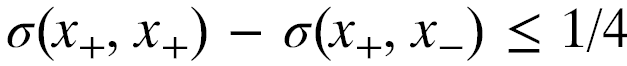 σ(x₊, x₊) − σ(x₊, x₋) ≤ 1/4